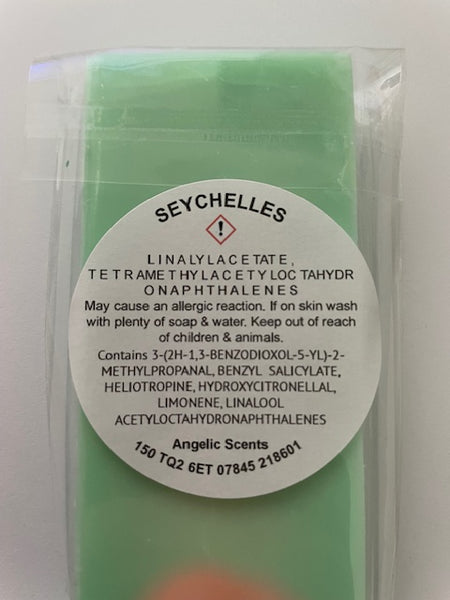 SEYCHELLES
!
LINALYLACETATE,
TETRAMETHYLACETYLOCTAHYDR
ONAPHTHALENES
May cause an allergic reaction. If on skin wash
with plenty of soap & water. Keep out of reach
of children & animals.
Contains 3-(2H-1,3-BENZODIOXOL-5-YL)-2-
METHYLPROPANAL, BENZYL SALICYLATE,
HELIOTROPINE, HYDROXYCITRONELLAL,
LIMONENE, LINALOOL
ACETYLOCTAHYDRONAPHTHALENES
Angelic Scents
150 TQ2 6ET 07845 218601